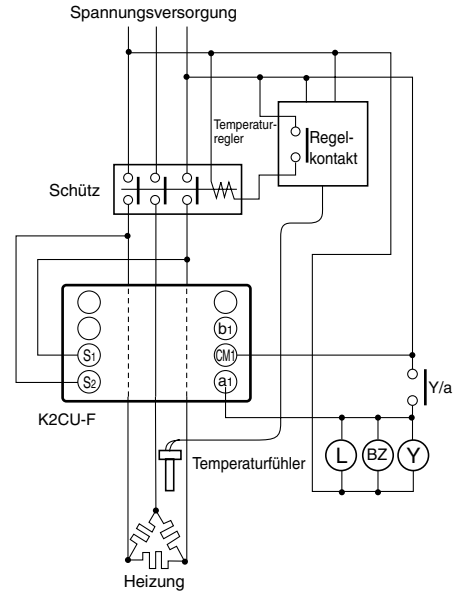 Spannungsversorgung
Temperatur-
regler
Regel-
kontakt
Schütz
b1
S1
CM1
S2
a1
Y/a
K2CU-F
L
BZ
Y
Temperaturfühler
Heizung